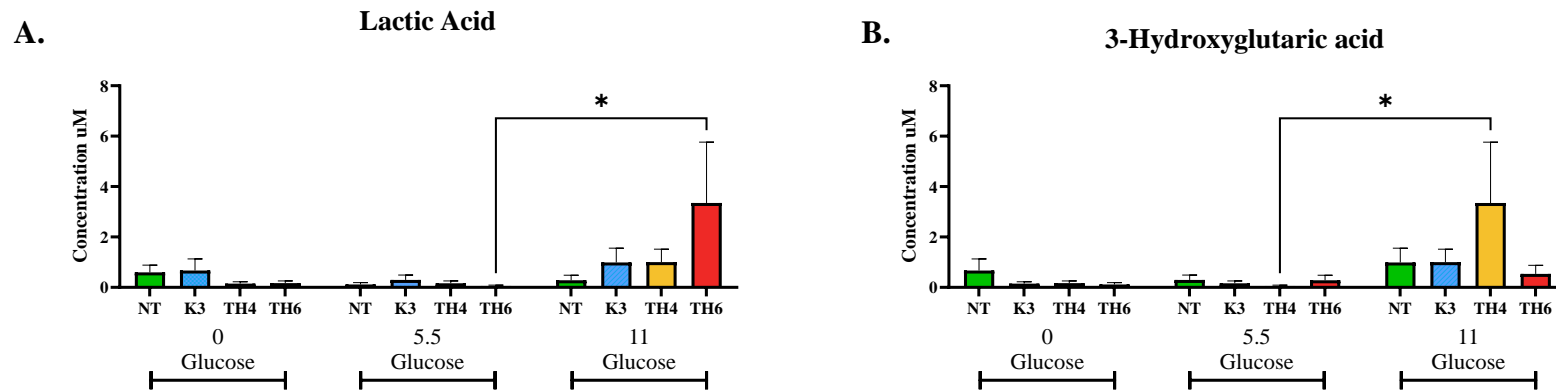 A.
Lactic Acid
Concentration uM
8
6
4
2
0
*
NT K3 TH4 TH6 NT K3 TH4 TH6 NT K3 TH4 TH6
0 5.5 11
Glucose Glucose Glucose
B.
3-Hydroxyglutaric acid
Concentration uM
8
6
4
2
0
*
NT K3 TH4 TH6 NT K3 TH4 TH6 NT K3 TH4 TH6
0 5.5 11
Glucose Glucose Glucose